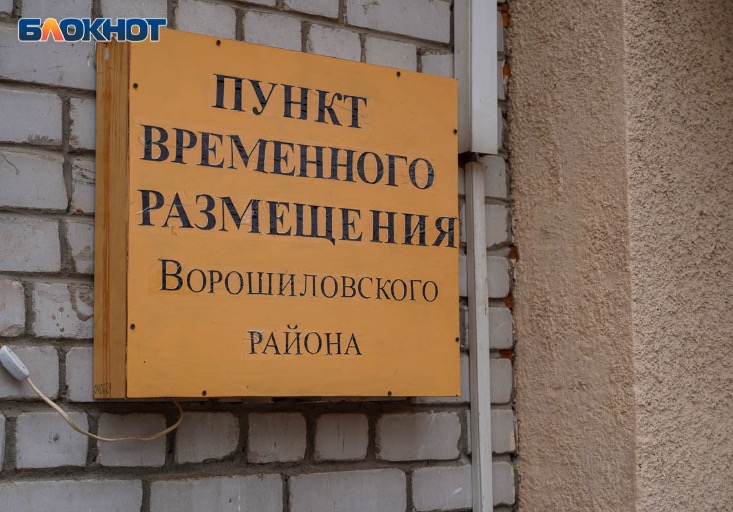 БЛОКНОТ
ПУНКТ
ВРЕМЕННОГО
РАЗМЕЩЕНИЯ
ВОРОШИЛОВСКОГО
РАЙОНА